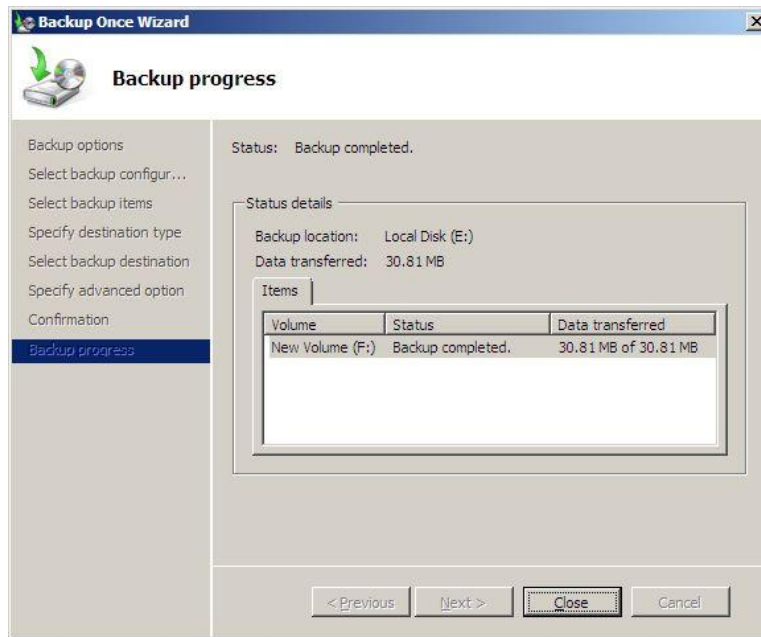 Backup Once Wizard
Backup progress
Backup options
Select backup configur...
Select backup items
Specify destination type
Select backup destination
Specify advanced option
Confirmation
Backup progress
Status: Backup completed.
Status details
Backup location: Local Disk (E:)
Data transferred: 30.81 MB
Items
Volume Status Data transferred
New Volume (F:) Backup completed. 30.81 MB of 30.81 MB
< Previous Next > Close Cancel